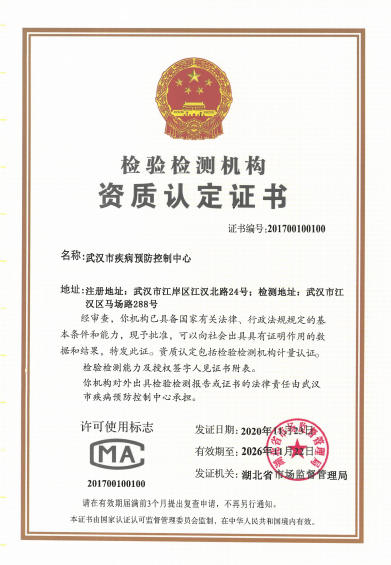 检验检测机构
资质认定证书
证书编号:201700100100
名称:武汉市疾病预防控制中心
地址:注册地址：武汉市江岸区江汉北路24号；检测地址：武汉市江
汉区马场路288号
经审查，你机构已具备国家有关法律、行政法规规定的基
本条件和能力，现予批准，可以向社会出具具有证明作用的数
据和结果，特发此证。资质认定包括检验检测机构计量认证。
检验检测能力及授权签字人见证书附表。
你机构对外出具检验检测报告或证书的法律责任由武汉
市疾病预防控制中心承担。
许可使用标志
MA
201700100100
发证日期：2020年11月23日
有效期至：2026年11月22日
发证机关：湖北省市场监督管理局
请在有效期届满前3个月提出复查申请，不再另行通知。
本证书由国家认证认可监督管理委员会监制，在中华人民共和国境内有效。